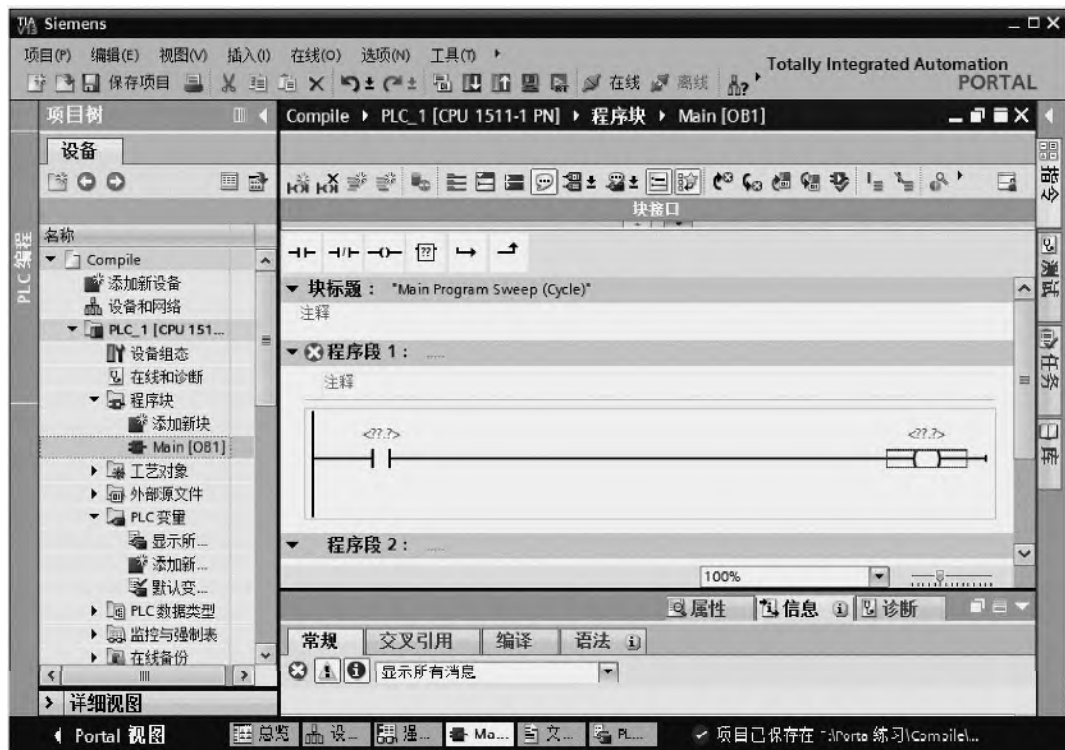 TIA V13 Siemens
项目(P) 编辑(E) 视图(V) 插入(I) 在线(O) 选项(N) 工具(T)
Totally Integrated Automation
PORTAL
保存项目 在线 离线
项目树
Compile PLC_1 [CPU 1511-1 PN] 程序块 Main [OB1]
设备
块接口
名称
Compile
添加新设备
设备和网络
PLC_1 [CPU 151...
设备组态
在线和诊断
程序块
添加新块
Main [OB1]
工艺对象
外部源文件
PLC 变量
显示所...
添加新...
默认变...
PLC 数据类型
监控与强制表
在线备份
详细视图
PLC 编程
??
块标题： "Main Program Sweep (Cycle)"
注释
程序段 1： .....
注释
<??.?> <??.?>
程序段 2： .....
100%
属性 信息 诊断
常规 交叉引用 编译 语法
显示所有消息
指令
测试
任务
库
Portal 视图 总览 设... 强... Ma... 文... PL...
项目已保存在
练习\Compile\...